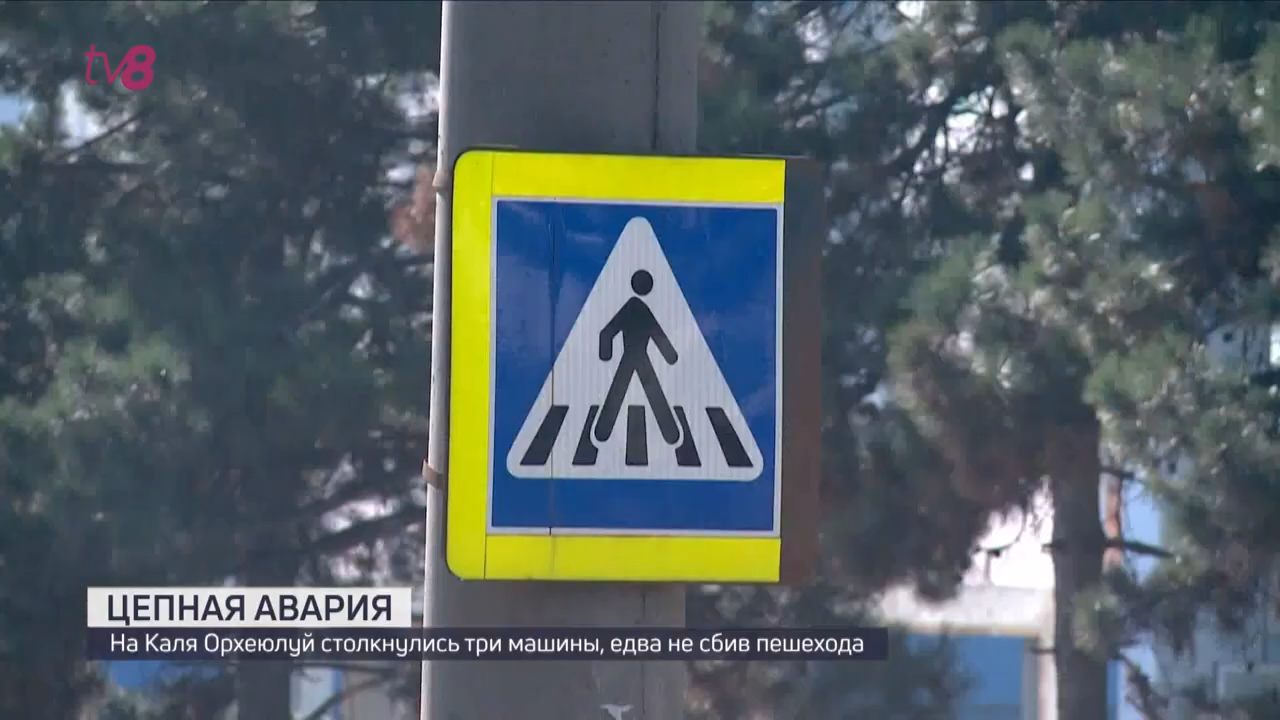 tv8
ЦЕПНАЯ АВАРИЯ
На Каля Орхеюлуй столкнулись три машины, едва не сбив пешехода